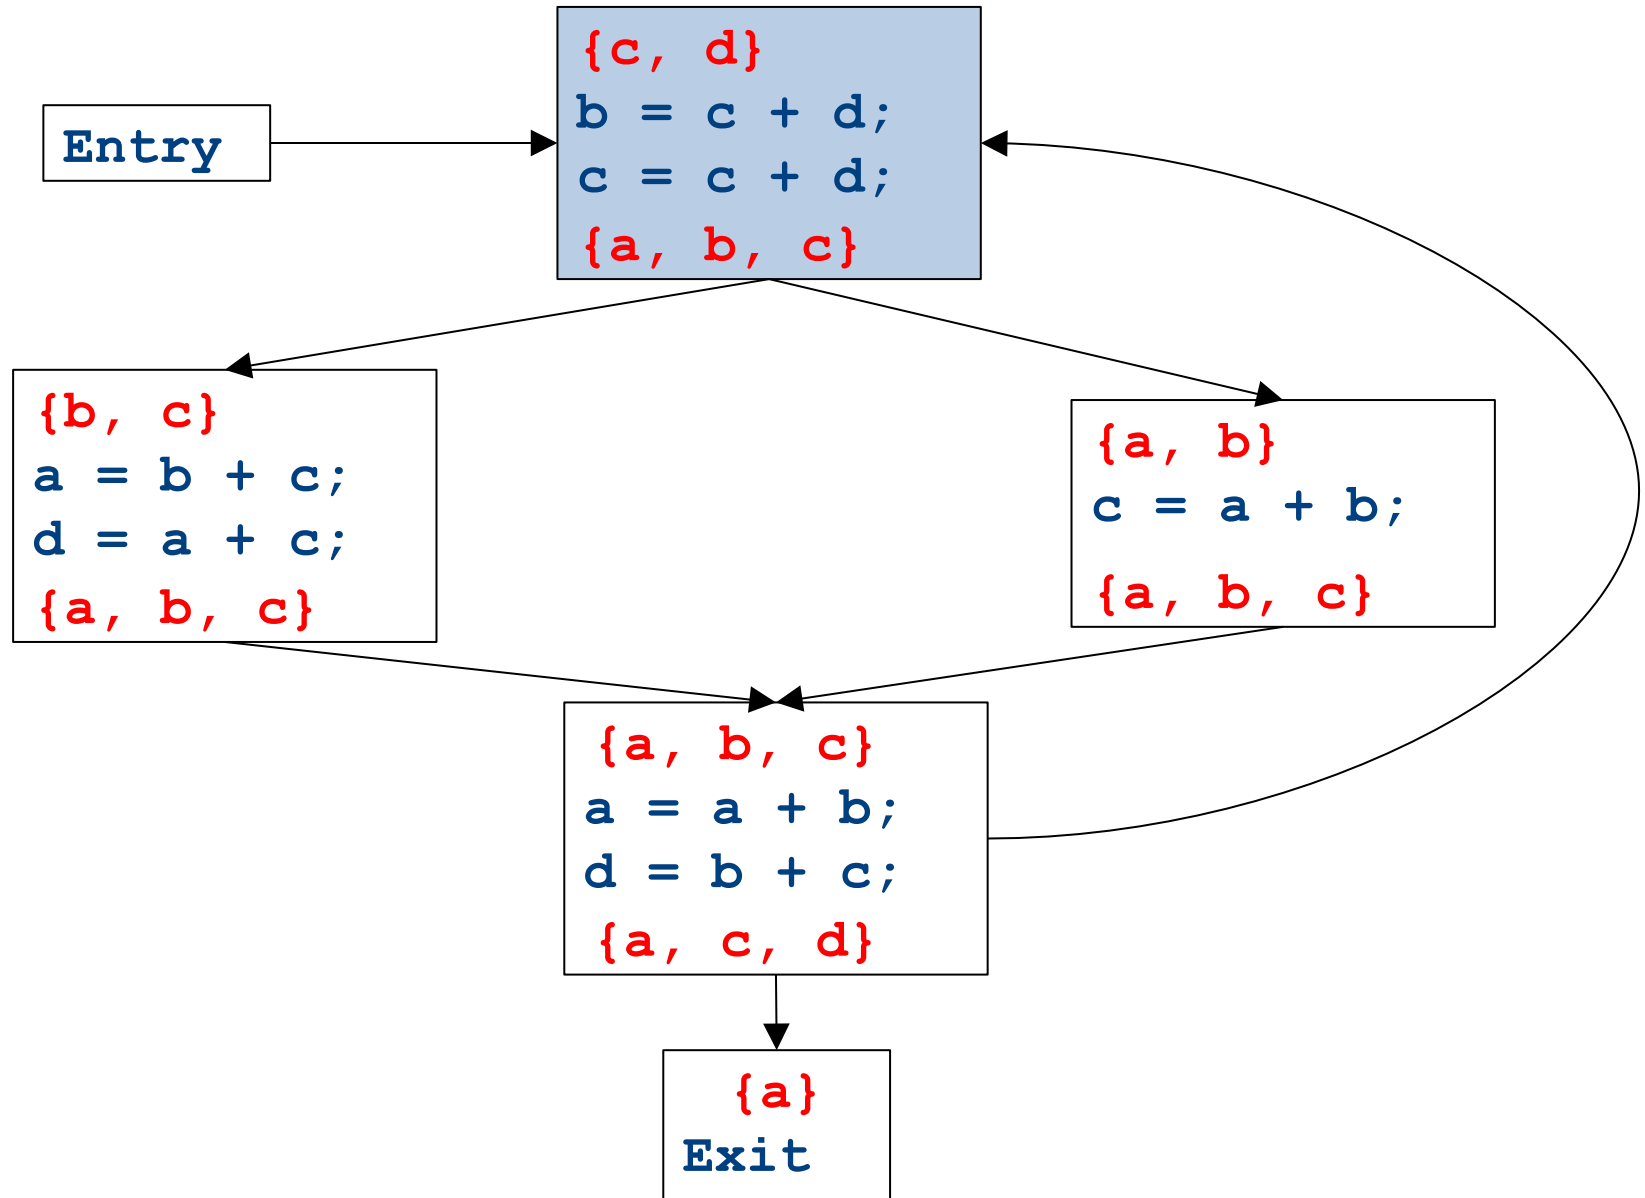 {c, d}
b = c + d;
c = c + d;
{a, b, c}
Entry
{b, c}
a = b + c;
d = a + c;
{a, b, c}
{a, b}
c = a + b;
{a, b, c}
{a, b, c}
a = a + b;
d = b + c;
{a, c, d}
{a}
Exit